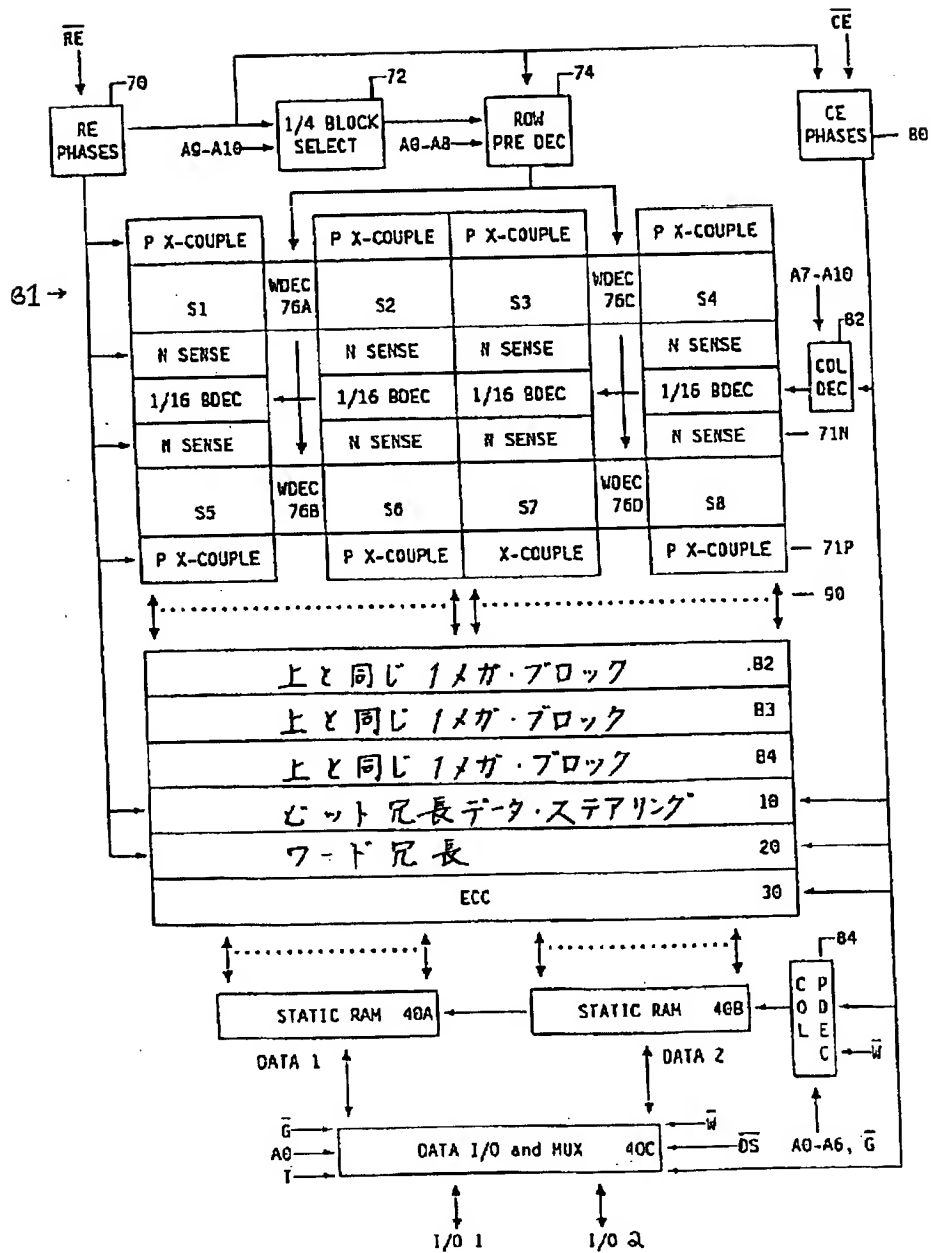 R̅E̅
C̅E̅
70
72
74
RE PHASES
1/4 BLOCK SELECT
ROW PRE DEC
CE PHASES
80
A9-A10
A0-A8
P X-COUPLE
P X-COUPLE
P X-COUPLE
P X-COUPLE
B1
S1
WDEC 76A
S2
S3
WDEC 76C
S4
A7-A10
82
N SENSE
N SENSE
N SENSE
N SENSE
COL DEC
1/16 BDEC
1/16 BDEC
1/16 BDEC
1/16 BDEC
N SENSE
N SENSE
N SENSE
N SENSE
71N
S5
WDEC 76B
S6
S7
WDEC 76D
S8
P X-COUPLE
P X-COUPLE
X-COUPLE
P X-COUPLE
71P
90
上と同じ1メガ・ブロック B2
上と同じ1メガ・ブロック B3
上と同じ1メガ・ブロック B4
ビット冗長データ・ステアリング 10
ワード冗長 20
ECC 30
84
STATIC RAM 40A
STATIC RAM 40B
COL PDEC
W̅
DATA 1
DATA 2
G̅
W̅
A0
DATA I/O and MUX 40C
D̅S̅
A0-A6, G̅
T
I/O 1
I/O 2